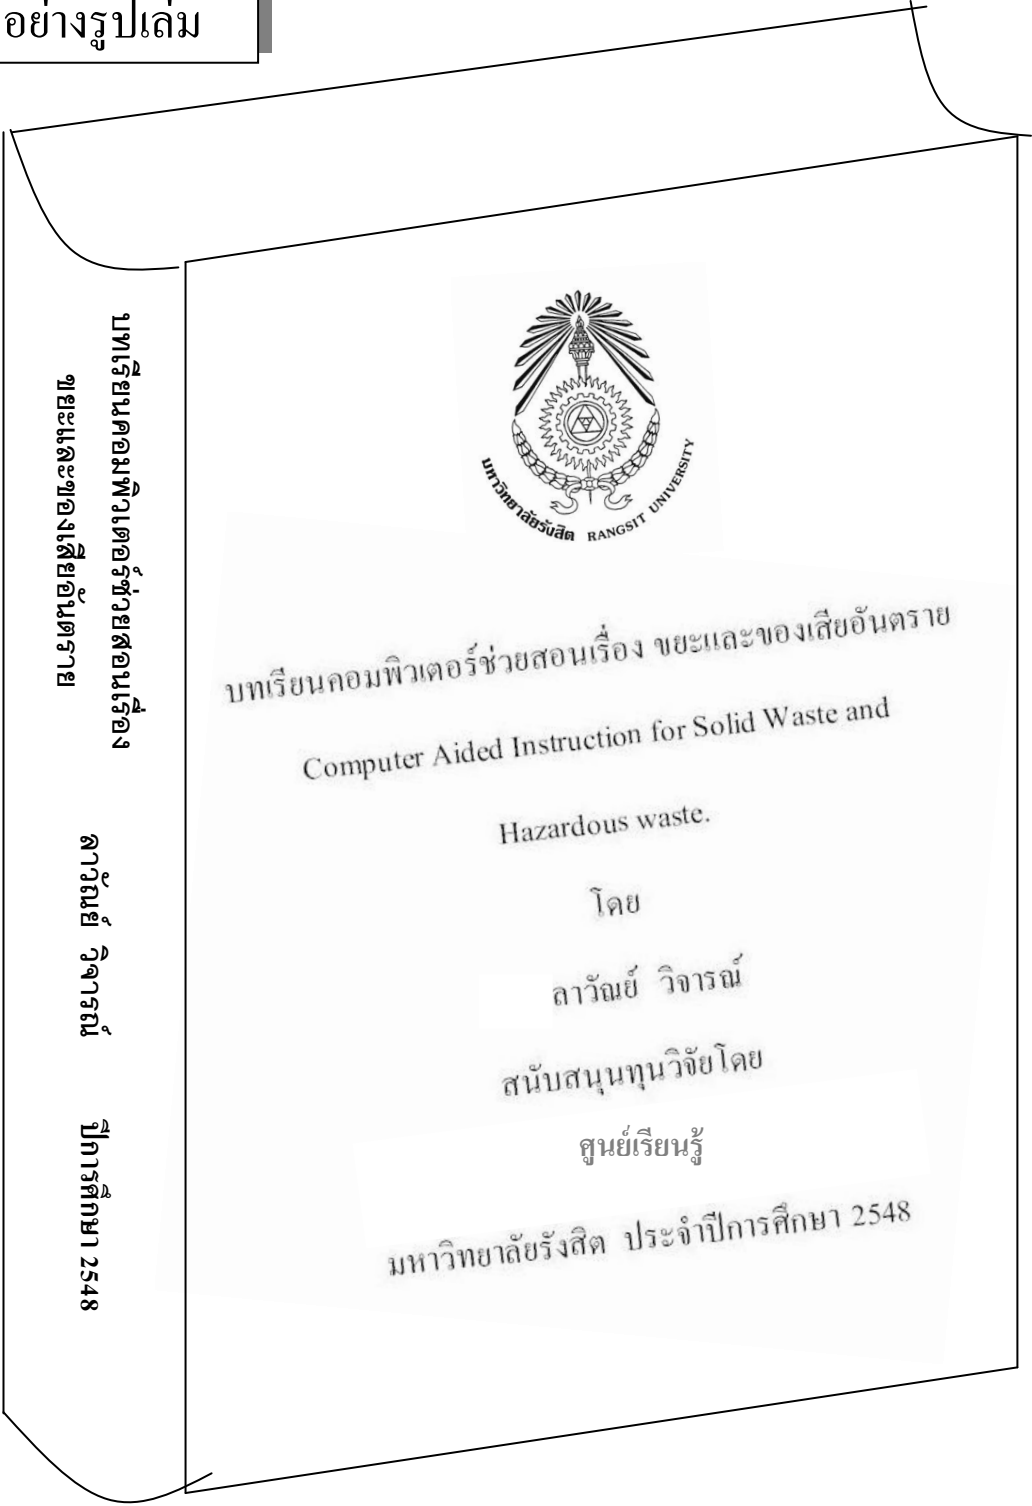 อย่างรูปเล่ม
บทเรียนคอมพิวเตอร์ช่วยสอนเรื่อง
ขยะและของเสียอันตราย
ลาวัณย์ วิจารณ์
ปีการศึกษา 2548
มหาวิทยาลัยรังสิต RANGSIT UNIVERSITY
บทเรียนคอมพิวเตอร์ช่วยสอนเรื่อง ขยะและของเสียอันตราย
Computer Aided Instruction for Solid Waste and
Hazardous waste.
โดย
ลาวัณย์ วิจารณ์
สนับสนุนทุนวิจัยโดย
ศูนย์เรียนรู้
มหาวิทยาลัยรังสิต ประจำปีการศึกษา 2548